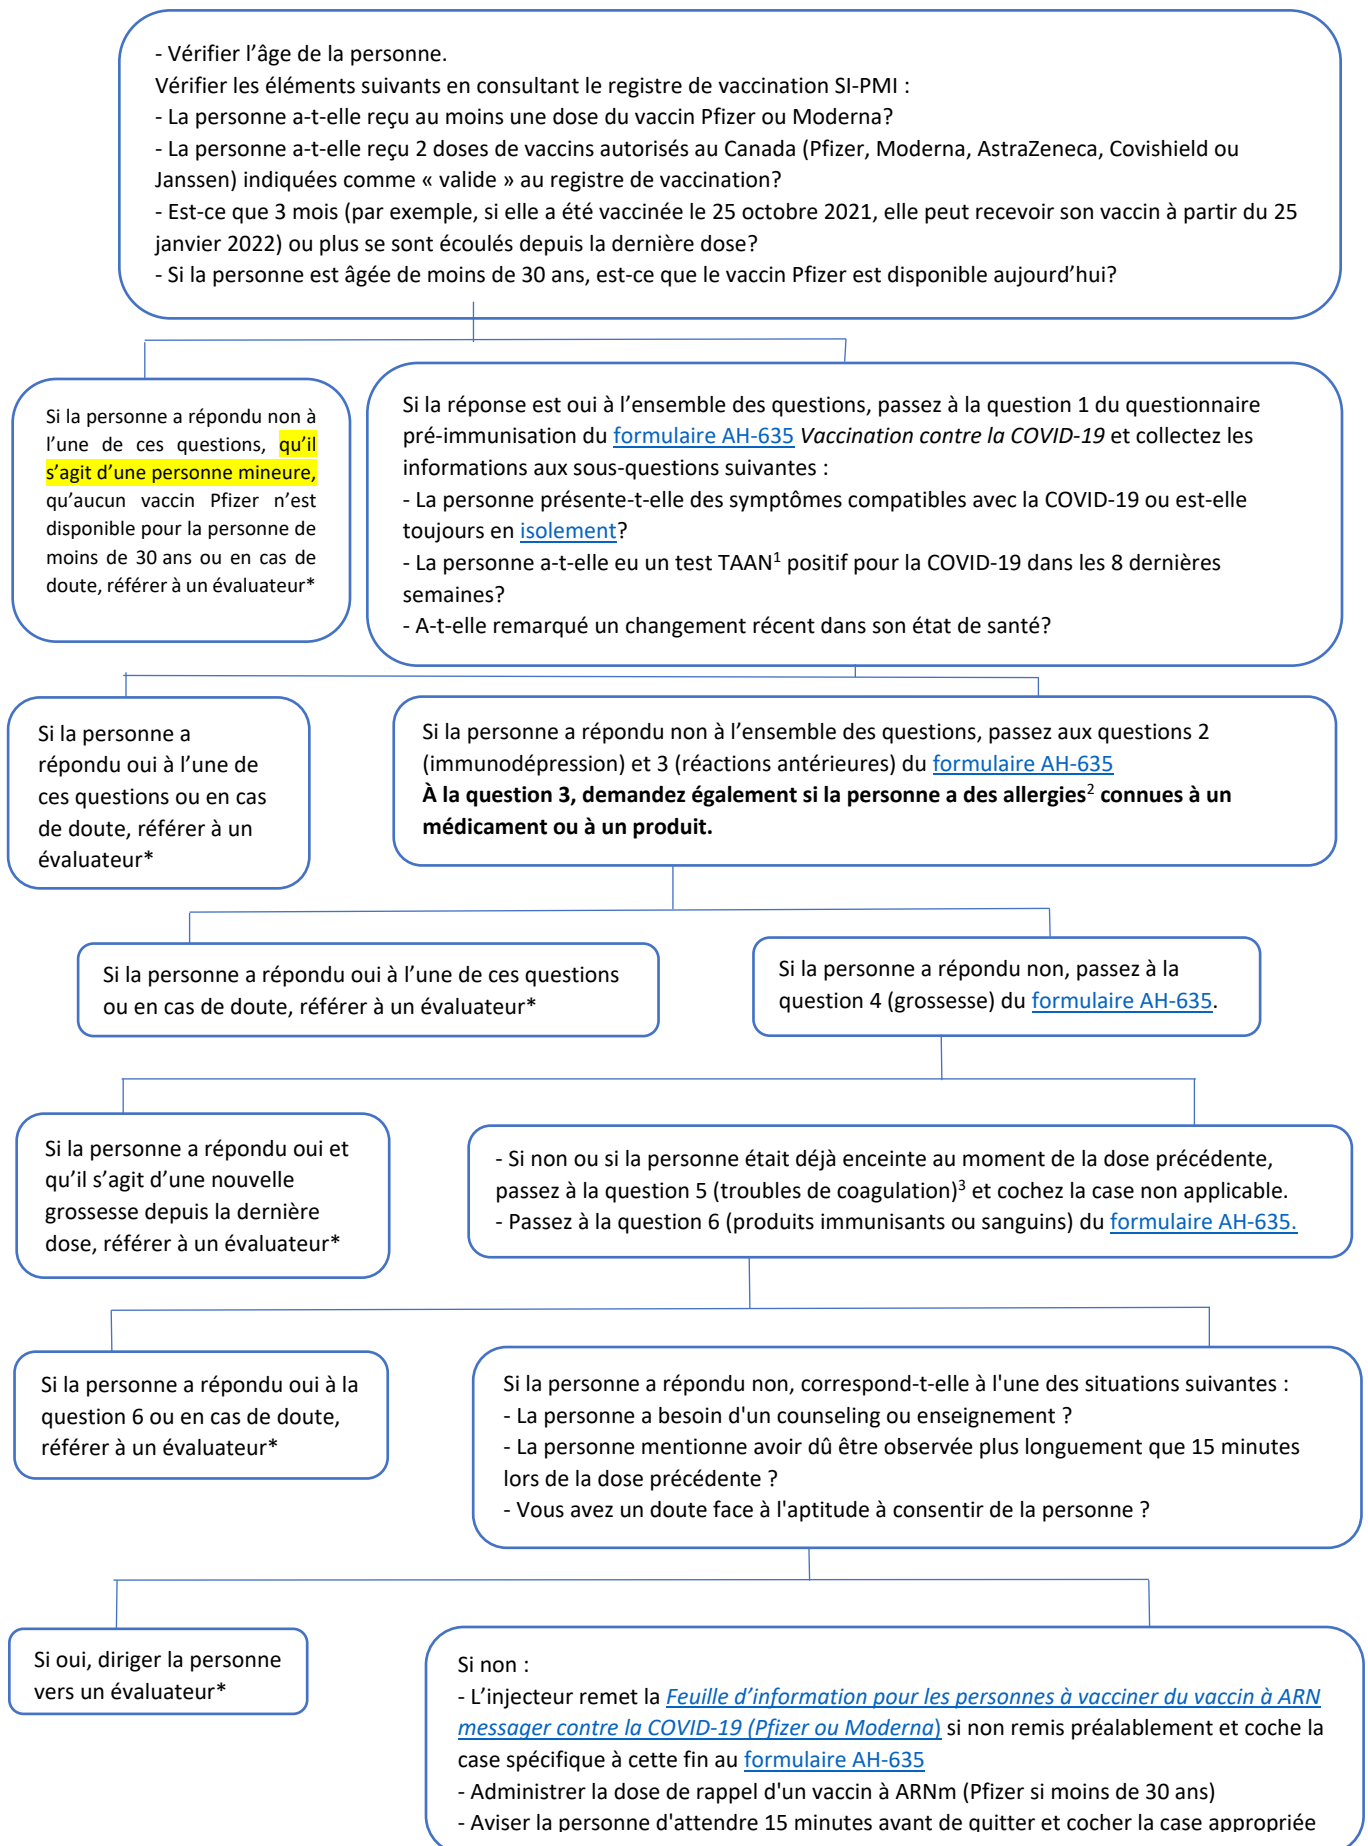 - Vérifier l’âge de la personne.
Vérifier les éléments suivants en consultant le registre de vaccination SI-PMI :
- La personne a-t-elle reçu au moins une dose du vaccin Pfizer ou Moderna?
- La personne a-t-elle reçu 2 doses de vaccins autorisés au Canada (Pfizer, Moderna, AstraZeneca, Covishield ou
Janssen) indiquées comme « valide » au registre de vaccination?
- Est-ce que 3 mois (par exemple, si elle a été vaccinée le 25 octobre 2021, elle peut recevoir son vaccin à partir du 25
janvier 2022) ou plus se sont écoulés depuis la dernière dose?
- Si la personne est âgée de moins de 30 ans, est-ce que le vaccin Pfizer est disponible aujourd’hui?
Si la personne a répondu non à
l’une de ces questions, qu’il
s’agit d’une personne mineure,
qu’aucun vaccin Pfizer n’est
disponible pour la personne de
moins de 30 ans ou en cas de
doute, référer à un évaluateur*
Si la réponse est oui à l’ensemble des questions, passez à la question 1 du questionnaire
pré-immunisation du formulaire AH-635 Vaccination contre la COVID-19 et collectez les
informations aux sous-questions suivantes :
- La personne présente-t-elle des symptômes compatibles avec la COVID-19 ou est-elle
toujours en isolement?
- La personne a-t-elle eu un test TAAN1 positif pour la COVID-19 dans les 8 dernières
semaines?
- A-t-elle remarqué un changement récent dans son état de santé?
Si la personne a
répondu oui à l’une de
ces questions ou en cas
de doute, référer à un
évaluateur*
Si la personne a répondu non à l’ensemble des questions, passez aux questions 2
(immunodépression) et 3 (réactions antérieures) du formulaire AH-635
À la question 3, demandez également si la personne a des allergies2 connues à un
médicament ou à un produit.
Si la personne a répondu oui à l’une de ces questions
ou en cas de doute, référer à un évaluateur*
Si la personne a répondu non, passez à la
question 4 (grossesse) du formulaire AH-635.
Si la personne a répondu oui et
qu’il s’agit d’une nouvelle
grossesse depuis la dernière
dose, référer à un évaluateur*
- Si non ou si la personne était déjà enceinte au moment de la dose précédente,
passez à la question 5 (troubles de coagulation)3 et cochez la case non applicable.
- Passez à la question 6 (produits immunisants ou sanguins) du formulaire AH-635.
Si la personne a répondu oui à la
question 6 ou en cas de doute,
référer à un évaluateur*
Si la personne a répondu non, correspond-t-elle à l'une des situations suivantes :
- La personne a besoin d'un counseling ou enseignement ?
- La personne mentionne avoir dû être observée plus longuement que 15 minutes
lors de la dose précédente ?
- Vous avez un doute face à l'aptitude à consentir de la personne ?
Si oui, diriger la personne
vers un évaluateur*
Si non :
- L’injecteur remet la Feuille d’information pour les personnes à vacciner du vaccin à ARN
messager contre la COVID-19 (Pfizer ou Moderna) si non remis préalablement et coche la
case spécifique à cette fin au formulaire AH-635
- Administrer la dose de rappel d'un vaccin à ARNm (Pfizer si moins de 30 ans)
- Aviser la personne d'attendre 15 minutes avant de quitter et cocher la case appropriée